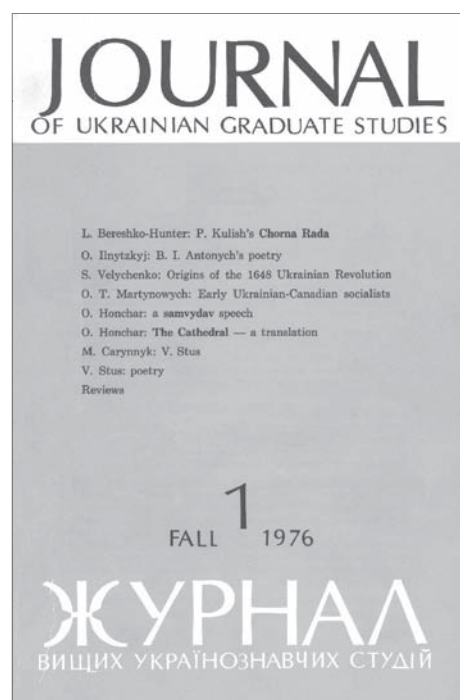 JOURNAL
OF UKRAINIAN GRADUATE STUDIES
L. Bereshko-Hunter: P. Kulish's Chorna Rada
O. Ilnytzkyj: B. I. Antonych's poetry
S. Velychenko: Origins of the 1648 Ukrainian Revolution
O. T. Martynowych: Early Ukrainian-Canadian socialists
O. Honchar: a samvydav speech
O. Honchar: The Cathedral — a translation
M. Carynnyk: V. Stus
V. Stus: poetry
Reviews
FALL 1 1976
ЖУРНАЛ
ВИЩИХ УКРАЇНОЗНАВЧИХ СТУДІЙ